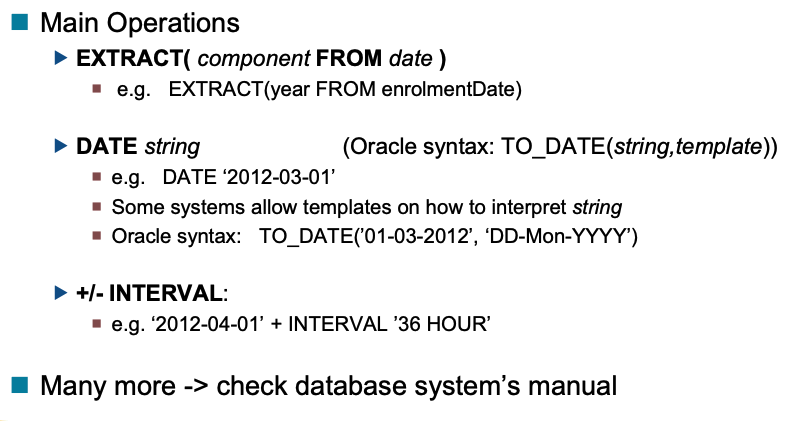 Main Operations
EXTRACT( component FROM date )
e.g. EXTRACT(year FROM enrolmentDate)
DATE string (Oracle syntax: TO_DATE(string,template))
e.g. DATE ‘2012-03-01’
Some systems allow templates on how to interpret string
Oracle syntax: TO_DATE(’01-03-2012’, ‘DD-Mon-YYYY’)
+/- INTERVAL:
e.g. ‘2012-04-01’ + INTERVAL ’36 HOUR’
Many more -> check database system’s manual